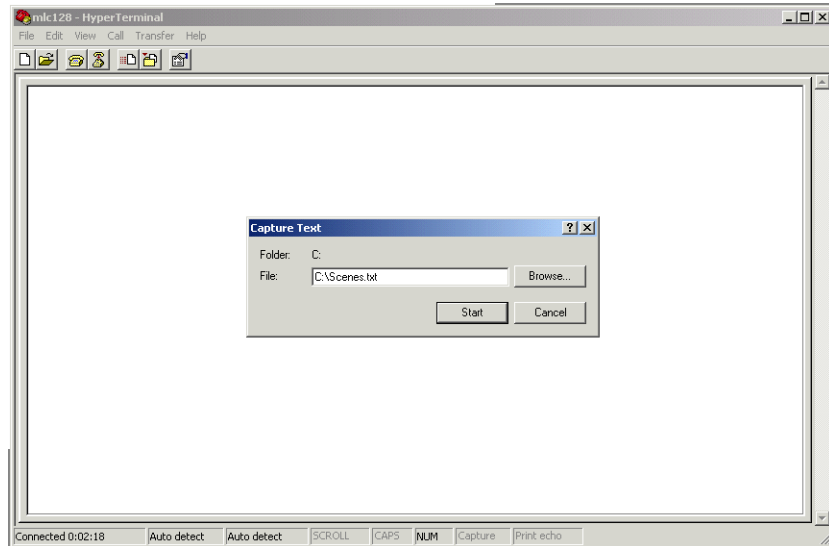 mlc128 - HyperTerminal
File Edit View Call Transfer Help
Capture Text
Folder: C:
File: C:\Scenes.txt Browse...
Start Cancel
Connected 0:02:18 Auto detect Auto detect SCROLL CAPS NUM Capture Print echo